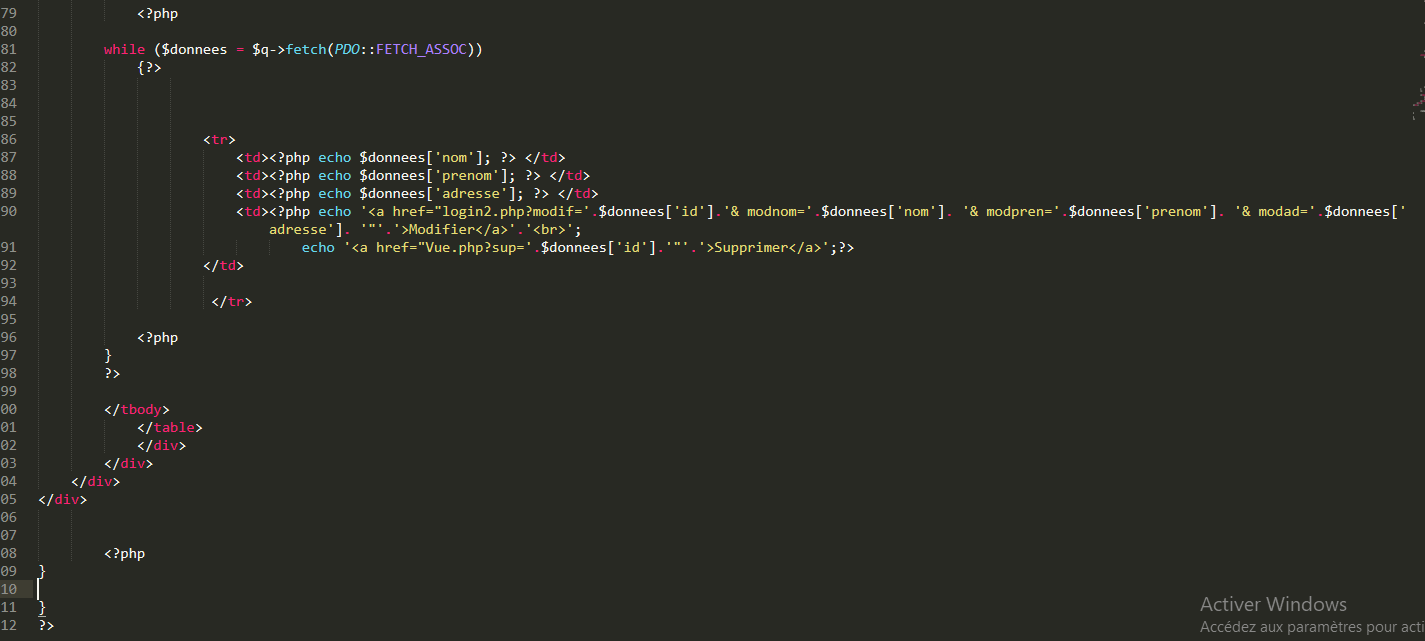 79 <?php
80
81 while ($donnees = $q->fetch(PDO::FETCH_ASSOC))
82 {?>
83
84
85
86 <tr>
87 <td><?php echo $donnees['nom']; ?> </td>
88 <td><?php echo $donnees['prenom']; ?> </td>
89 <td><?php echo $donnees['adresse']; ?> </td>
90 <td><?php echo '<a href="login2.php?modif='.$donnees['id'].'& modnom='.$donnees['nom']. '& modpren='.$donnees['prenom']. '& modad='.$donnees['
adresse']. '"'.'>Modifier</a>'.'<br>';
91 echo '<a href="Vue.php?sup='.$donnees['id'].'"'.'>Supprimer</a>';?>
92 </td>
93
94 </tr>
95
96 <?php
97 }
98 ?>
99
00 </tbody>
01 </table>
02 </div>
03 </div>
04 </div>
05 </div>
06
07
08 <?php
09 }
10
11 }
12 ?>
Activer Windows
Accédez aux paramètres pour acti